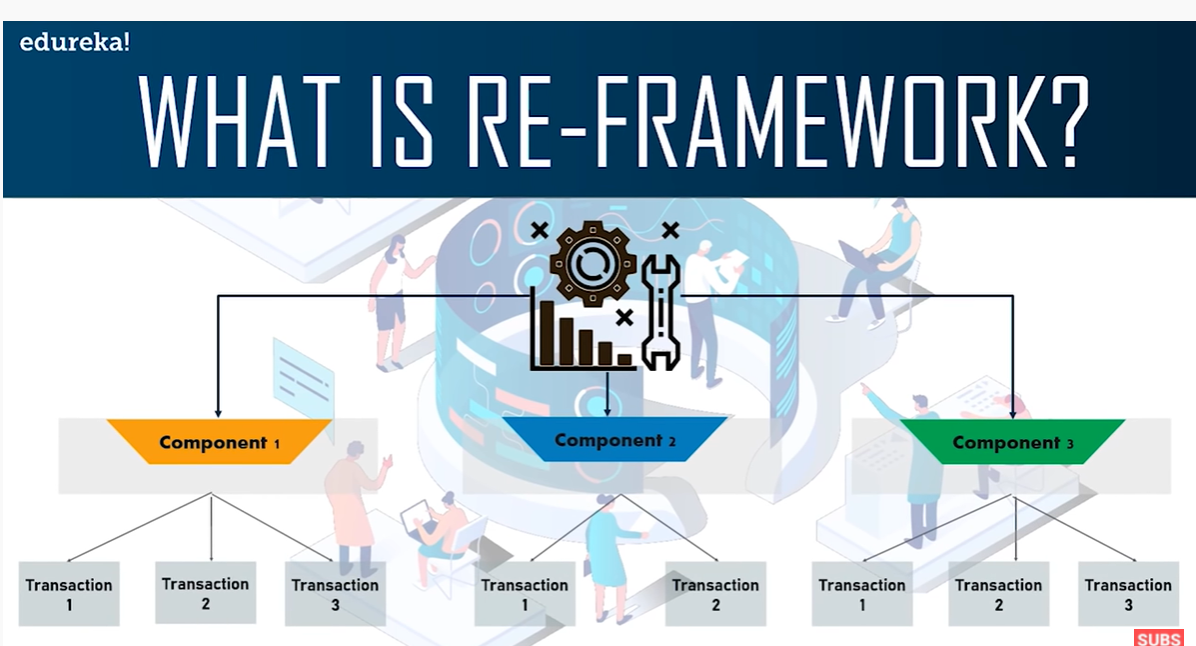 edureka!
WHAT IS RE-FRAMEWORK?
Component 1
Component 2
Component 3
Transaction
1
Transaction
2
Transaction
3
Transaction
1
Transaction
2
Transaction
1
Transaction
2
Transaction
3
SUBS